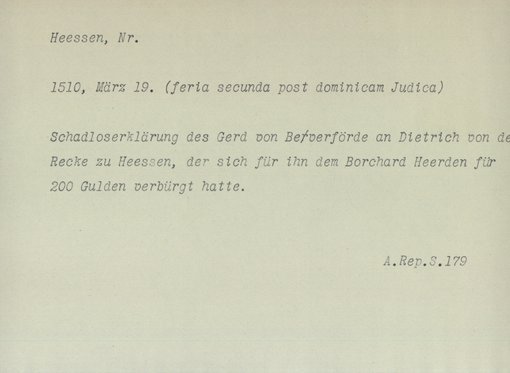 Heessen, Nr.
1510, März 19. (feria secunda post dominicam Judica)
Schadloserklärung des Gerd von Beverförde an Dietrich von de
Recke zu Heessen, der sich für ihn dem Borchard Heerden für
200 Gulden verbürgt hatte.
A.Rep.S.179